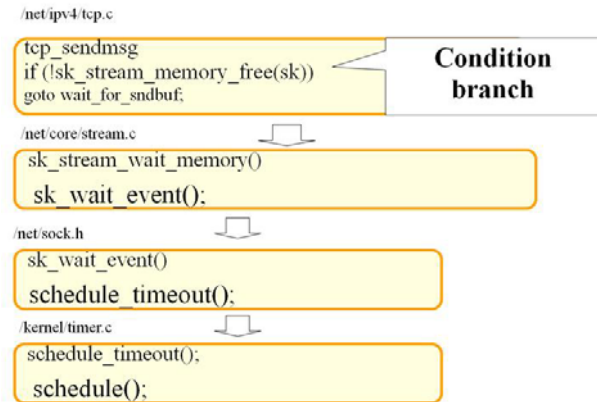 /net/ipv4/tcp.c
tcp_sendmsg
if (!sk_stream_memory_free(sk))
goto wait_for_sndbuf;
Condition
branch
/net/core/stream.c
sk_stream_wait_memory()
sk_wait_event();
/net/sock.h
sk_wait_event()
schedule_timeout();
/kernel/timer.c
schedule_timeout();
schedule();